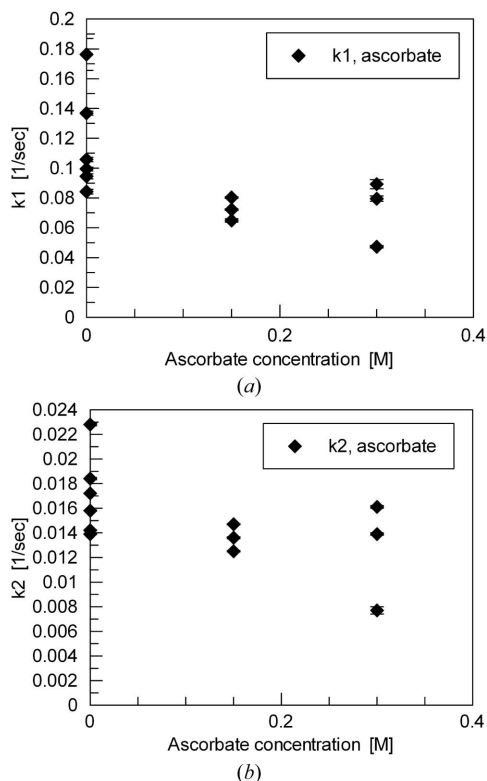 0.2
0.18
0.16
0.14
0.12
0.1
0.08
0.06
0.04
0.02
0
k1 [1/sec]
k1, ascorbate
0 0.2 0.4
Ascorbate concentration [M]
(a)
0.024
0.022
0.02
0.018
0.016
0.014
0.012
0.01
0.008
0.006
0.004
0.002
0
k2 [1/sec]
k2, ascorbate
0 0.2 0.4
Ascorbate concentration [M]
(b)